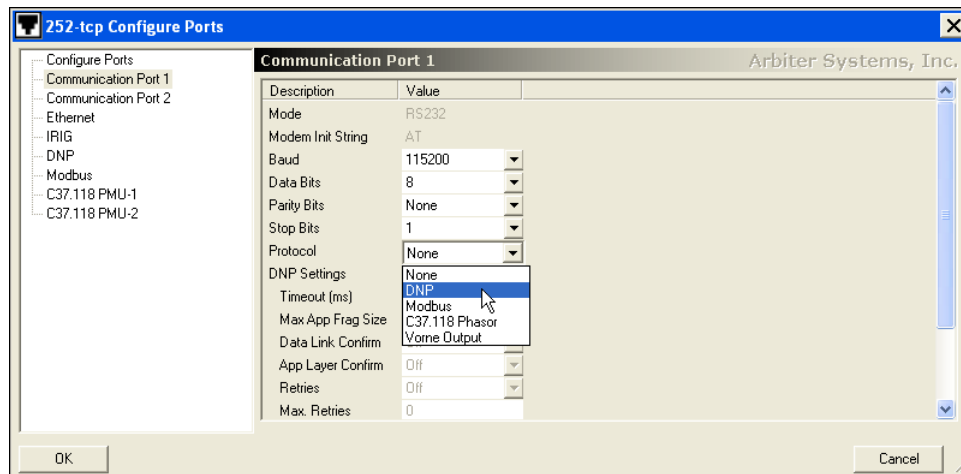 252-tcp Configure Ports
Configure Ports
Communication Port 1
Communication Port 2
Ethernet
IRIG
DNP
Modbus
C37.118 PMU-1
C37.118 PMU-2
Communication Port 1 Arbiter Systems, Inc.
Description Value
Mode RS232
Modem Init String AT
Baud 115200
Data Bits 8
Parity Bits None
Stop Bits 1
Protocol None
DNP Settings
Timeout (ms)
Max App Frag Size
Data Link Confirm
None
DNP
Modbus
C37.118 Phasor
Vorne Output
App Layer Confirm Off
Retries Off
Max. Retries 0
OK Cancel